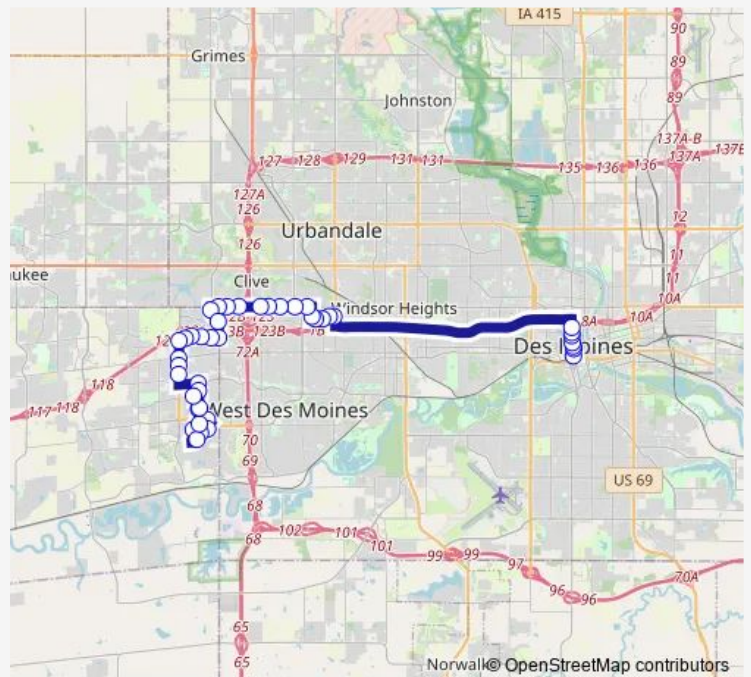 IA 415
90
Grimes
89
Johnston
89
137A-B
137B
127 128 129 131 131
135 136 136 137A
127A
126
12
Urbandale
126
11
ukee
Clive
11
10A
Windsor Heights
123B
1B
8A 10A
72A
Des Moines
118
117 118
West Des Moines
70
69
US 69
68
102 101
68
101
99 99 97
96
96
70A
65
65
Norwalk
© OpenStreetMap contributors